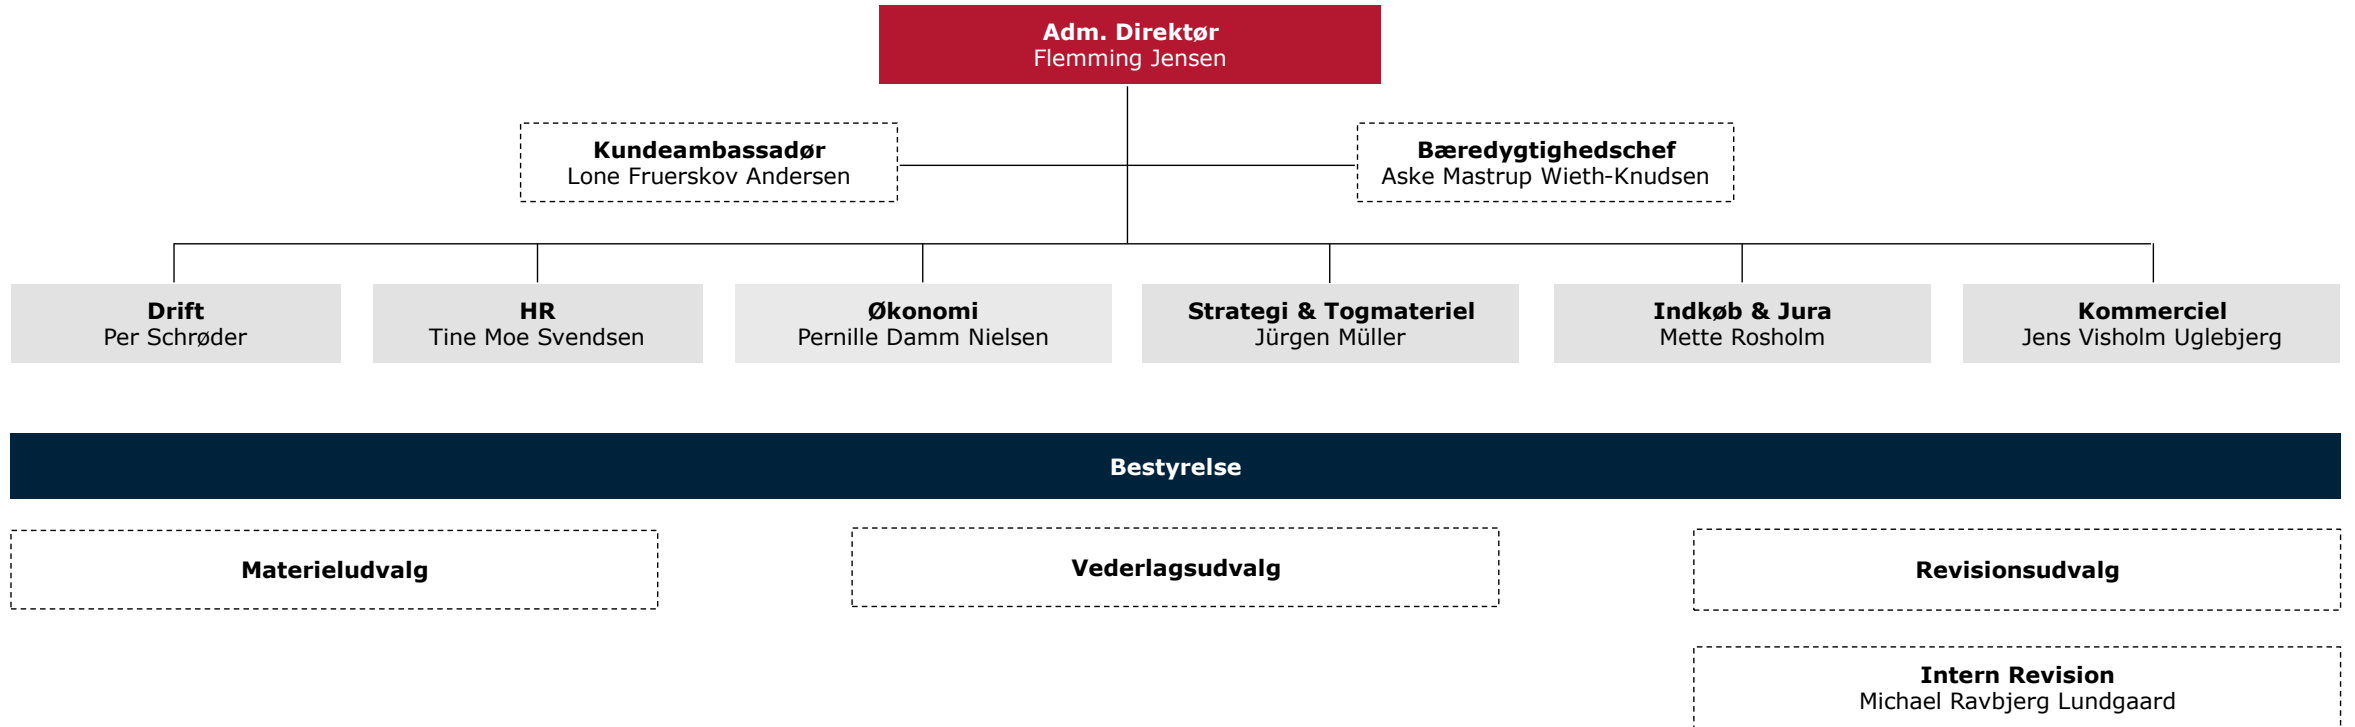 Adm. Direktør
Flemming Jensen
Kundeambassadør
Lone Fruerskov Andersen
Bæredygtighedschef
Aske Mastrup Wieth-Knudsen
Drift
Per Schrøder
HR
Tine Moe Svendsen
Økonomi
Pernille Damm Nielsen
Strategi & Togmateriel
Jürgen Müller
Indkøb & Jura
Mette Rosholm
Kommerciel
Jens Visholm Uglebjerg
Bestyrelse
Materieludvalg
Vederlagsudvalg
Revisionsudvalg
Intern Revision
Michael Ravbjerg Lundgaard